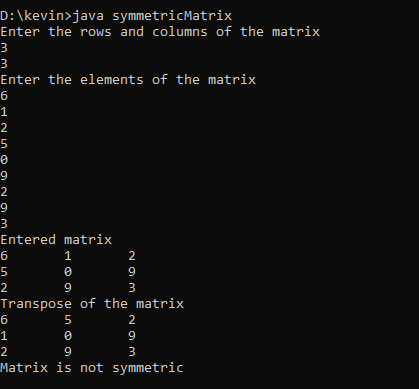 D:\kevin>java symmetricMatrix
Enter the rows and columns of the matrix
3
3
Enter the elements of the matrix
6
1
2
5
0
9
2
9
3
Entered matrix
6 1 2
5 0 9
2 9 3
Transpose of the matrix
6 5 2
1 0 9
2 9 3
Matrix is not symmetric